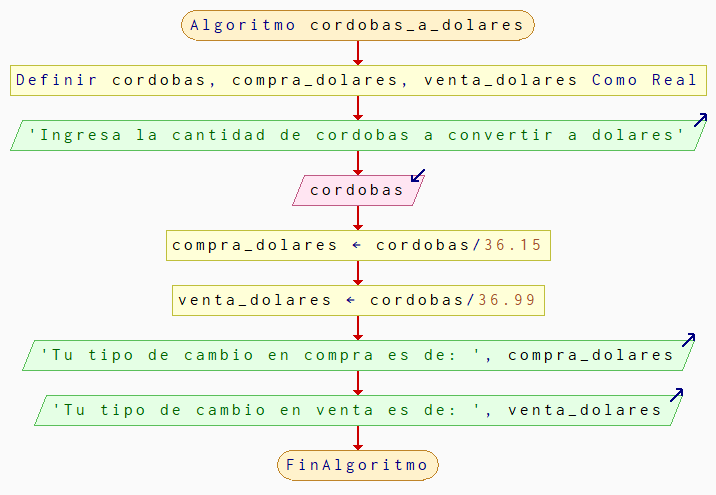 Algoritmo cordobas_a_dolares
Definir cordobas, compra_dolares, venta_dolares Como Real
'Ingresa la cantidad de cordobas a convertir a dolares'
cordobas
compra_dolares ← cordobas/36.15
venta_dolares ← cordobas/36.99
'Tu tipo de cambio en compra es de: ', compra_dolares
'Tu tipo de cambio en venta es de: ', venta_dolares
FinAlgoritmo